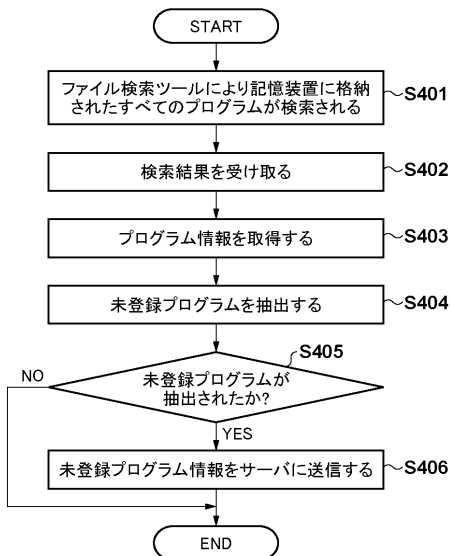 START
ファイル検索ツールにより記憶装置に格納
されたすべてのプログラムが検索される
S401
検索結果を受け取る
S402
プログラム情報を取得する
S403
未登録プログラムを抽出する
S404
S405
未登録プログラムが
抽出されたか?
NO
YES
未登録プログラム情報をサーバに送信する
S406
END